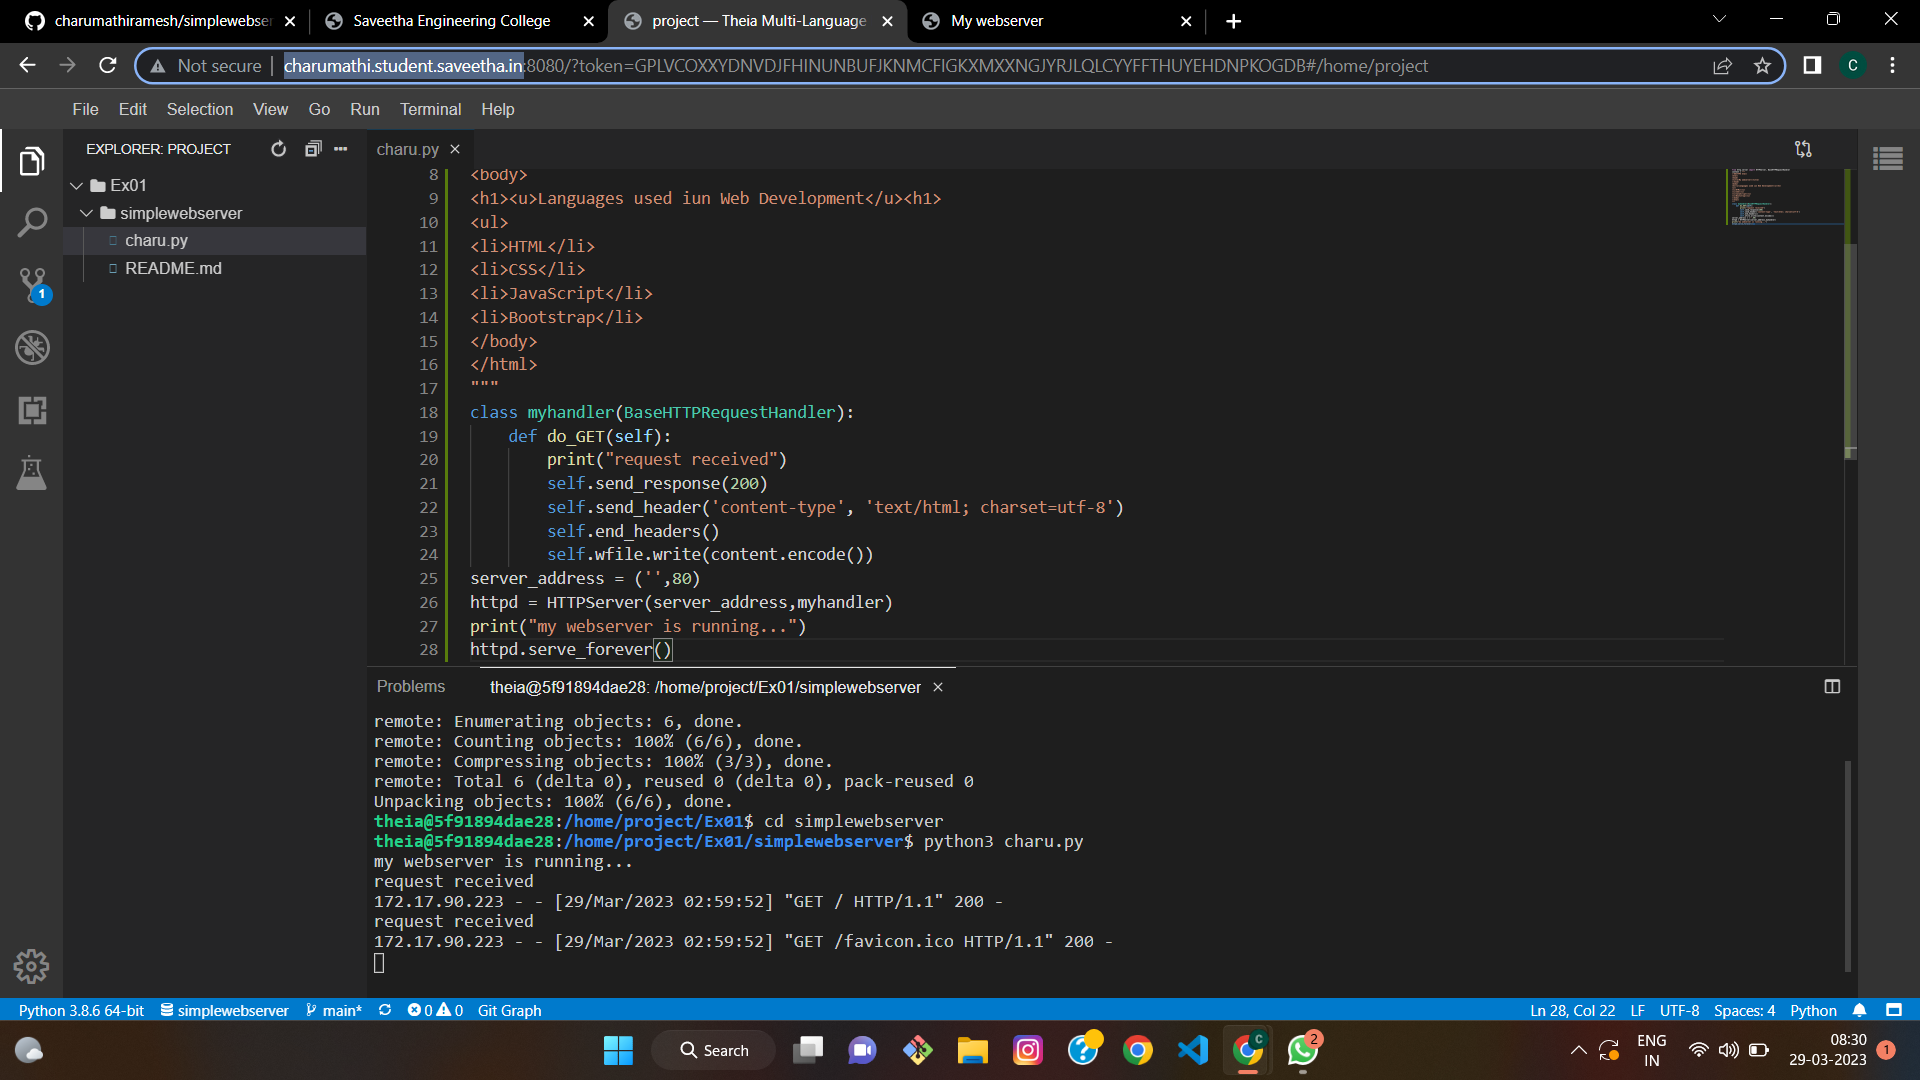 charumathiramesh/simplewebser
Saveetha Engineering College
project — Theia Multi-Language
My webserver
Not secure | charumathi.student.saveetha.in:8080/?token=GPLVCOXXYDNVDJFHINUNBUFJKNMCFIGKXMXXNGJYRJLQLCYYFFTHUYEHDNPKOGDB#/home/project
C
File Edit Selection View Go Run Terminal Help
EXPLORER: PROJECT
Ex01
simplewebserver
charu.py
README.md
1
charu.py
8 <body>
9 <h1><u>Languages used iun Web Development</u><h1>
10 <ul>
11 <li>HTML</li>
12 <li>CSS</li>
13 <li>JavaScript</li>
14 <li>Bootstrap</li>
15 </body>
16 </html>
17 """
18 class myhandler(BaseHTTPRequestHandler):
19 def do_GET(self):
20 print("request received")
21 self.send_response(200)
22 self.send_header('content-type', 'text/html; charset=utf-8')
23 self.end_headers()
24 self.wfile.write(content.encode())
25 server_address = ('',80)
26 httpd = HTTPServer(server_address,myhandler)
27 print("my webserver is running...")
28 httpd.serve_forever()
Problems theia@5f91894dae28: /home/project/Ex01/simplewebserver
remote: Enumerating objects: 6, done.
remote: Counting objects: 100% (6/6), done.
remote: Compressing objects: 100% (3/3), done.
remote: Total 6 (delta 0), reused 0 (delta 0), pack-reused 0
Unpacking objects: 100% (6/6), done.
theia@5f91894dae28:/home/project/Ex01$ cd simplewebserver
theia@5f91894dae28:/home/project/Ex01/simplewebserver$ python3 charu.py
my webserver is running...
request received
172.17.90.223 - - [29/Mar/2023 02:59:52] "GET / HTTP/1.1" 200 -
request received
172.17.90.223 - - [29/Mar/2023 02:59:52] "GET /favicon.ico HTTP/1.1" 200 -
Python 3.8.6 64-bit simplewebserver main* 0 0 Git Graph
Ln 28, Col 22 LF UTF-8 Spaces: 4 Python
Search
C
2
ENG
IN
08:30
29-03-2023
1